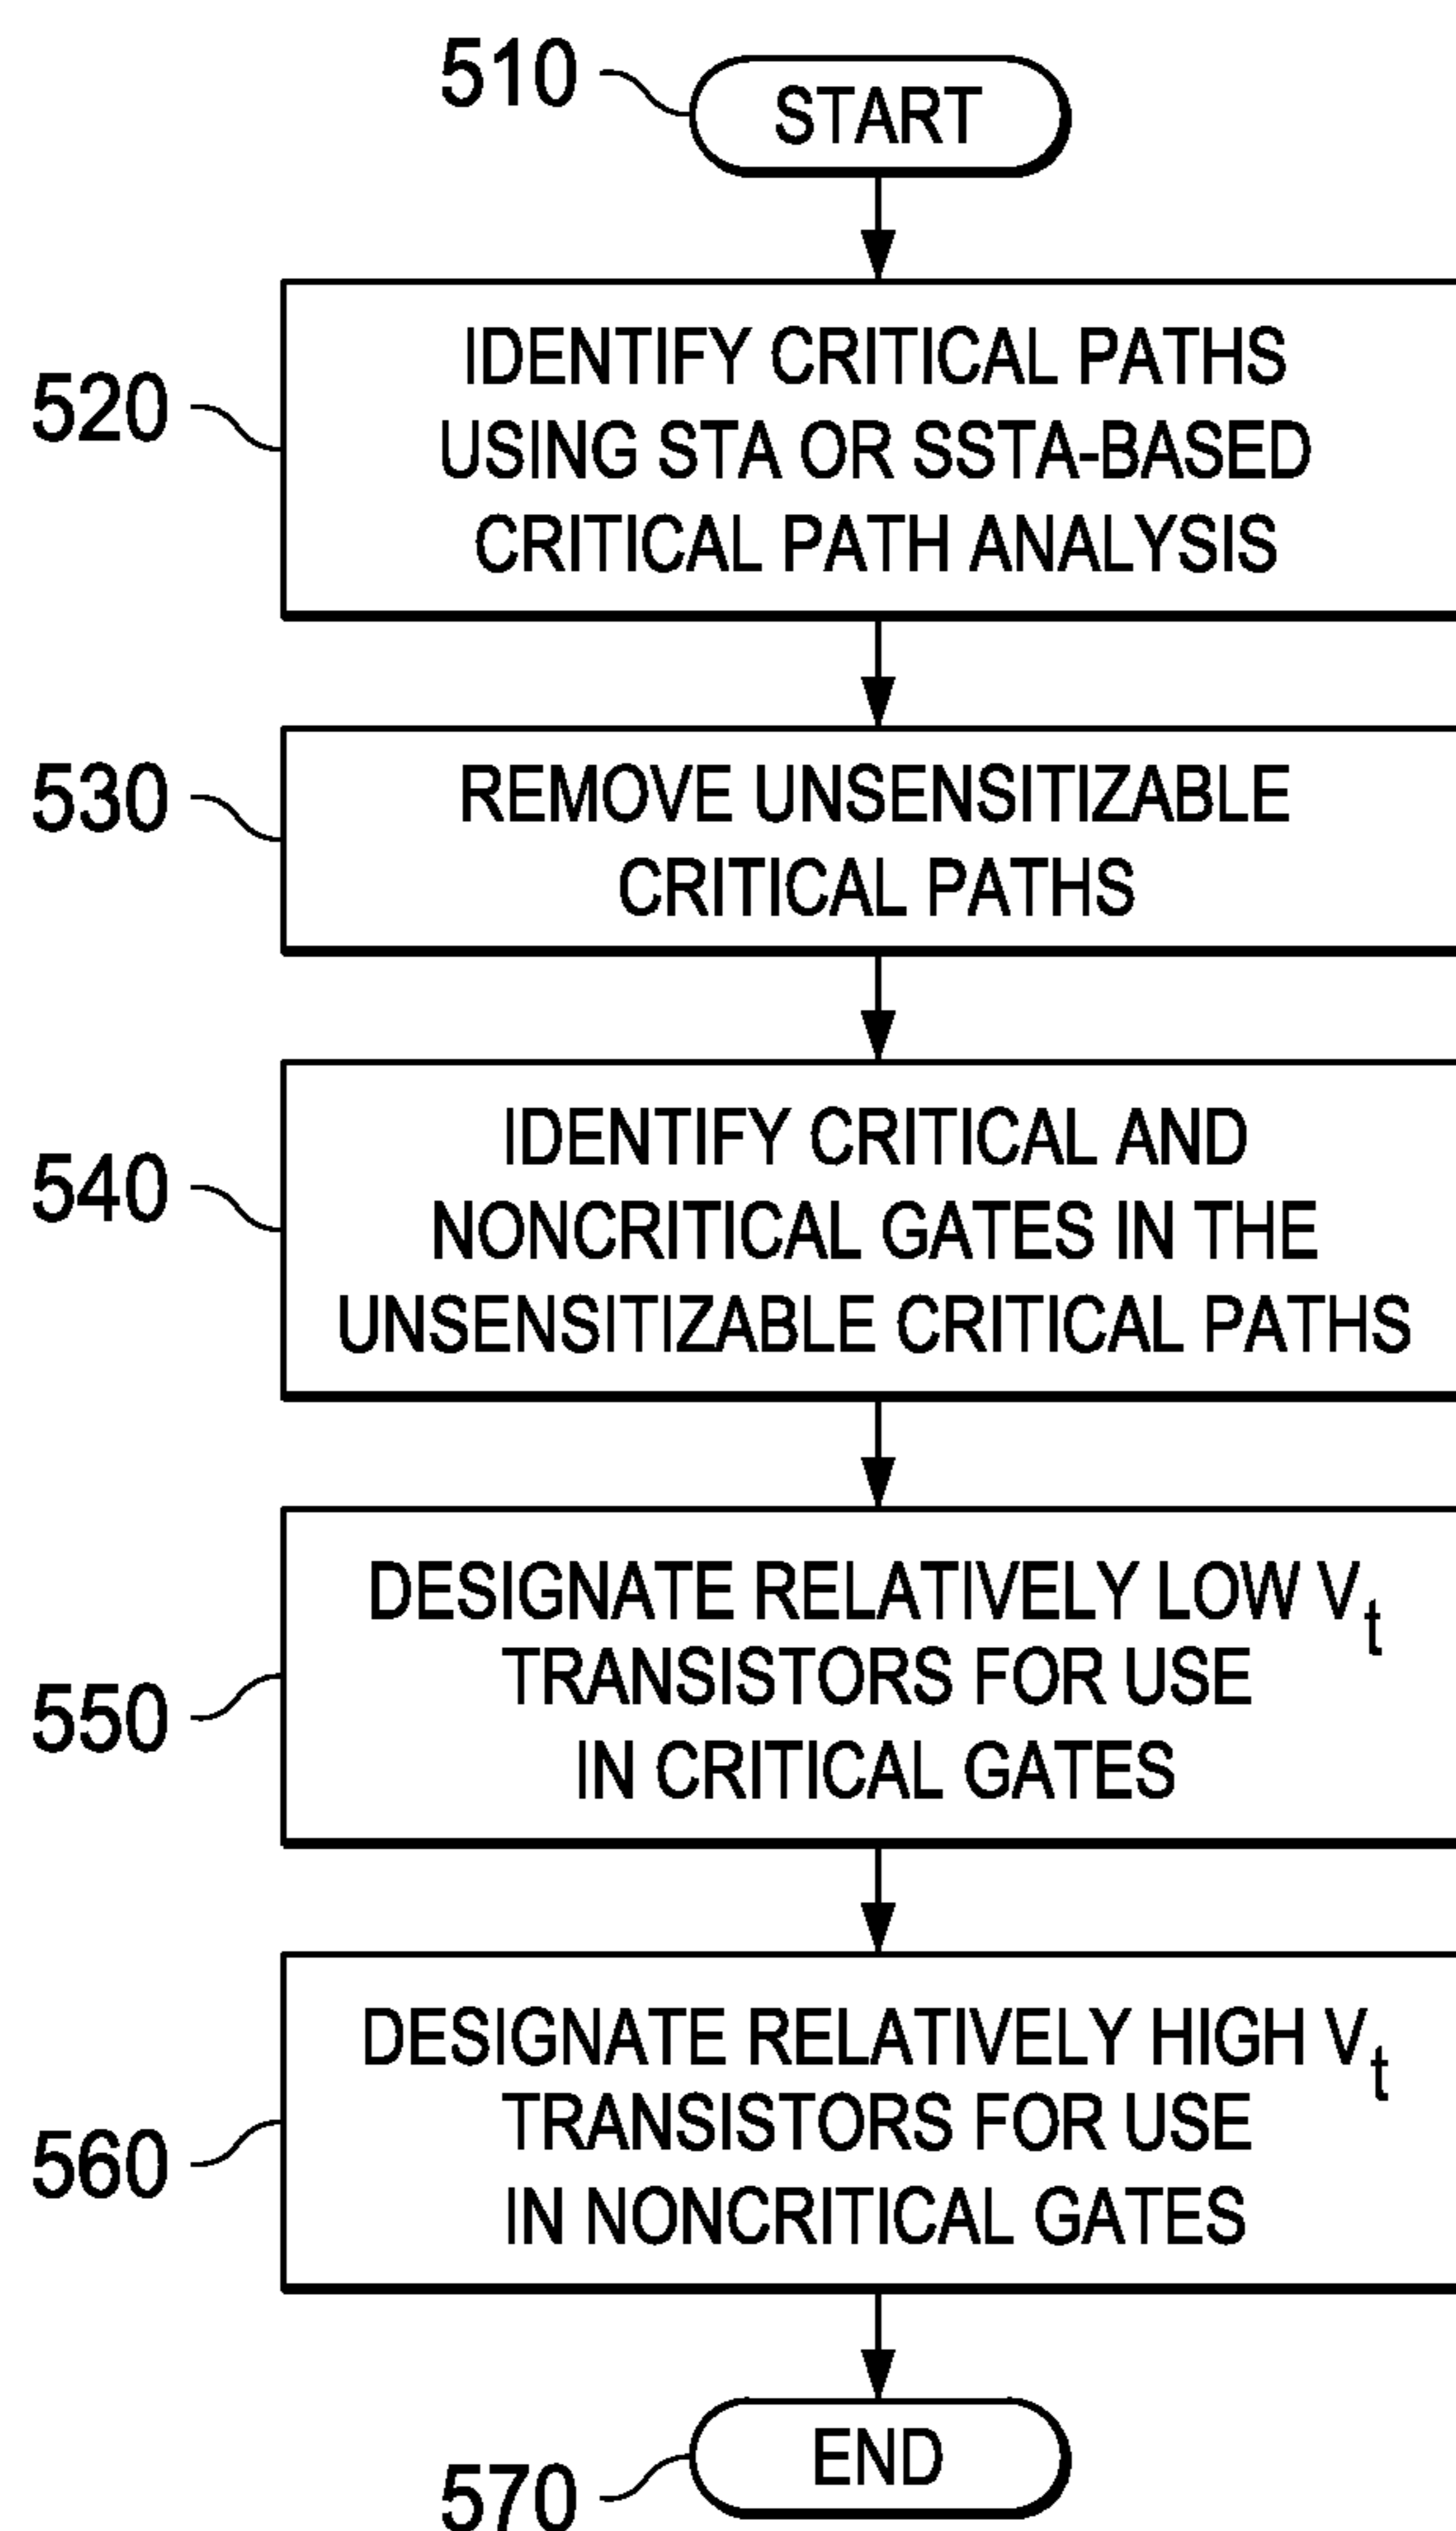 510
START
520
IDENTIFY CRITICAL PATHS
USING STA OR SSTA-BASED
CRITICAL PATH ANALYSIS
530
REMOVE UNSENSITIZABLE
CRITICAL PATHS
540
IDENTIFY CRITICAL AND
NONCRITICAL GATES IN THE
UNSENSITIZABLE CRITICAL PATHS
550
DESIGNATE RELATIVELY LOW Vt
TRANSISTORS FOR USE
IN CRITICAL GATES
560
DESIGNATE RELATIVELY HIGH Vt
TRANSISTORS FOR USE
IN NONCRITICAL GATES
570
END